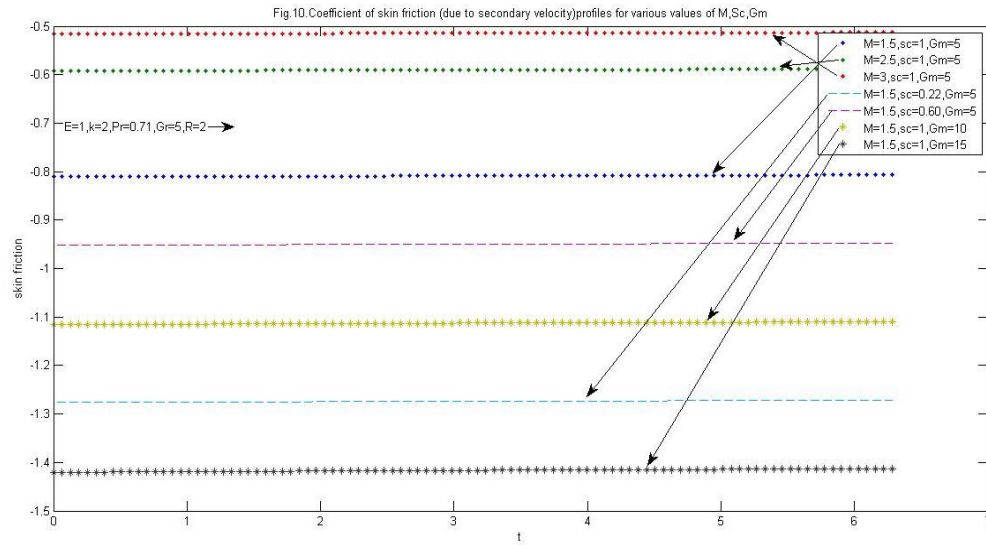 Fig.10.Coefficient of skin friction (due to secondary velocity)profiles for various values of M,Sc,Gm
-0.5
-0.6
-0.7
-0.8
-0.9
-1
-1.1
-1.2
-1.3
-1.4
-1.5
skin friction
E=1,k=2,Pr=0.71,Gr=5,R=2
M=1.5,sc=1,Gm=5
M=2.5,sc=1,Gm=5
M=3,sc=1,Gm=5
M=1.5,sc=0.22,Gm=5
M=1.5,sc=0.60,Gm=5
M=1.5,sc=1,Gm=10
M=1.5,sc=1,Gm=15
0 1 2 3 4 5 6 7
t